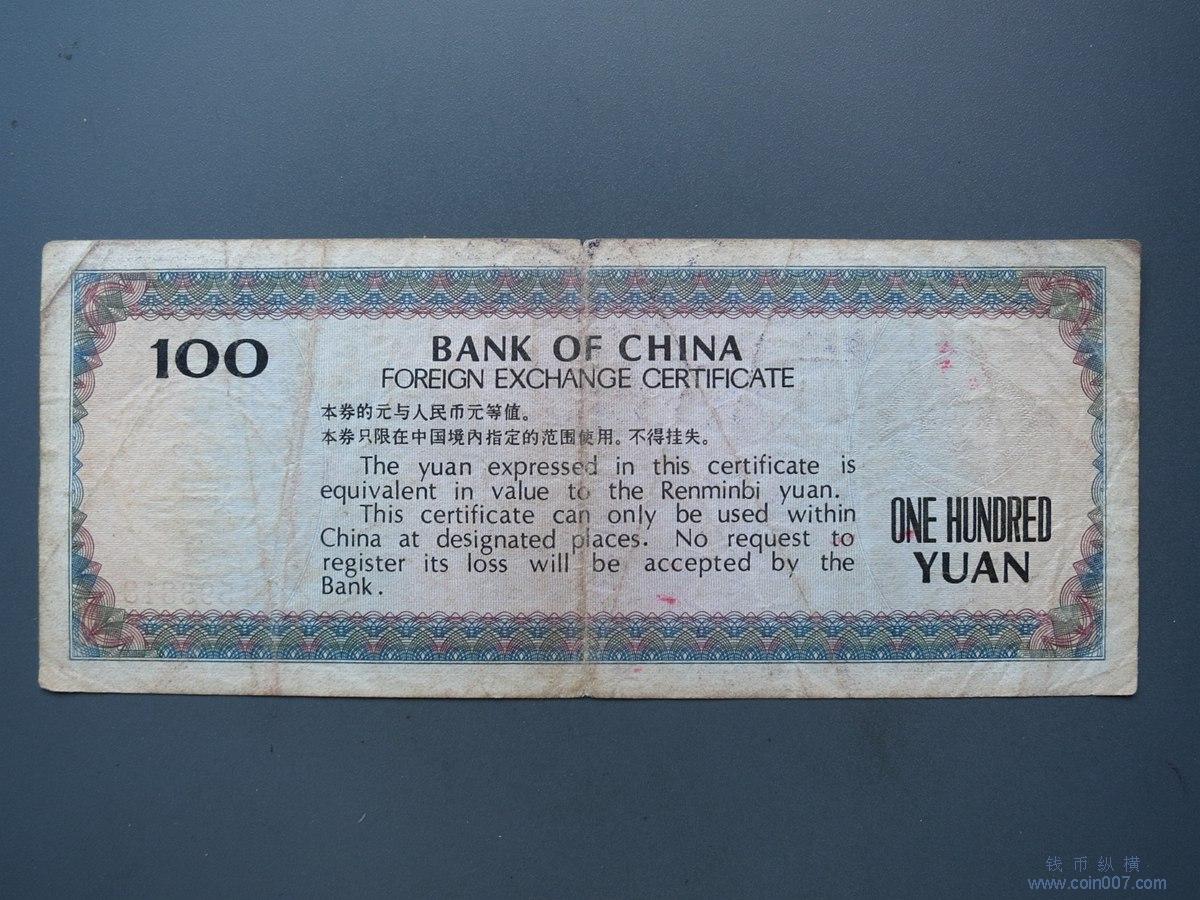 100
BANK OF CHINA
FOREIGN EXCHANGE CERTIFICATE
本券的元与人民币元等值。
本券只限在中国境内指定的范围使用。不得挂失。
The yuan expressed in this certificate is
equivalent in value to the Renminbi yuan.
This certificate can only be used within
China at designated places. No request to
register its loss will be accepted by the
Bank.
ONE HUNDRED
YUAN
钱币纵横
www.coin007.com